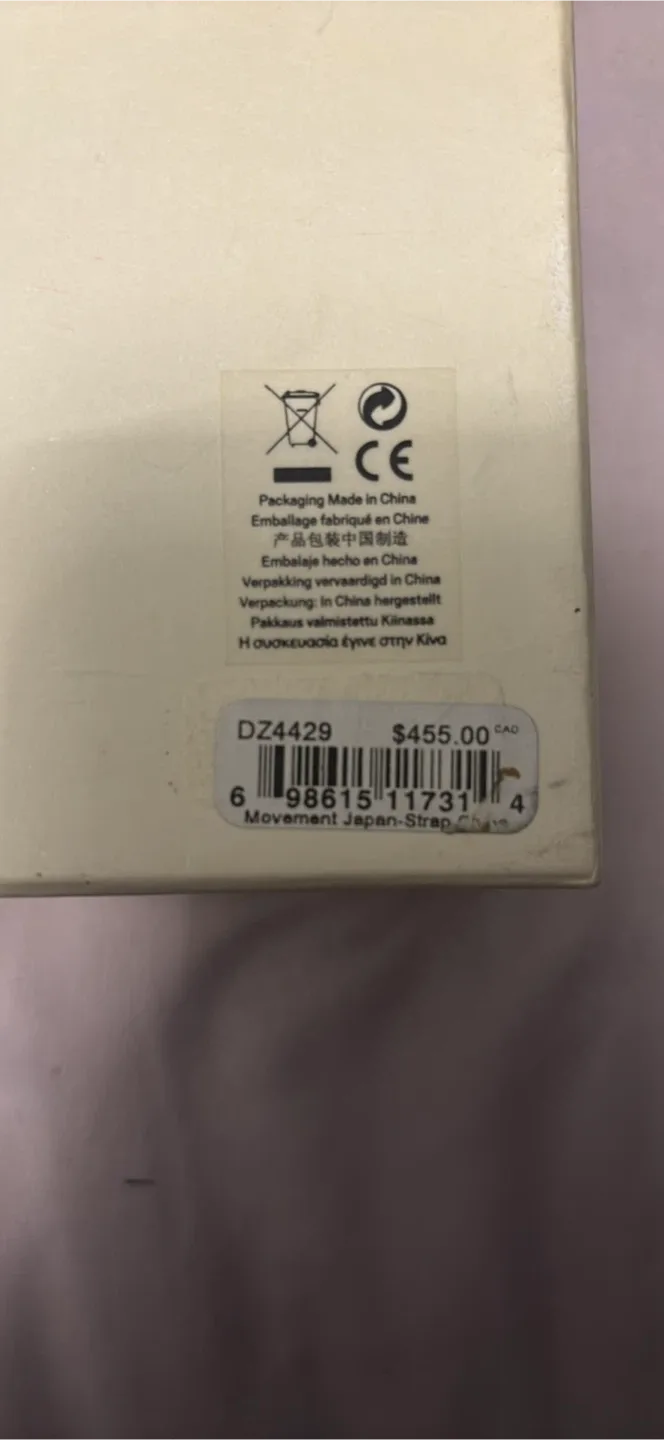 CE
Packaging Made in China
Emballage fabriqué en Chine
产品包装中国制造
Embalaje hecho en China
Verpakking vervaardigd in China
Verpackung: in China hergestellt
Pakkaus valmistettu Kiinassa
Η συσκευασία έγινε στην Κίνα
DZ4429 $455.00 CAD
6 98615 11731 4
Movement Japan-Strap